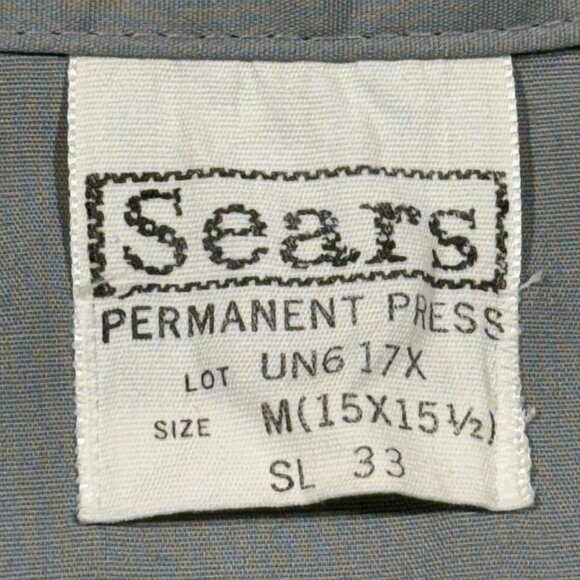 Sears
PERMANENT PRESS
LOT UN6 17X
SIZE M(15X15½)
SL 33